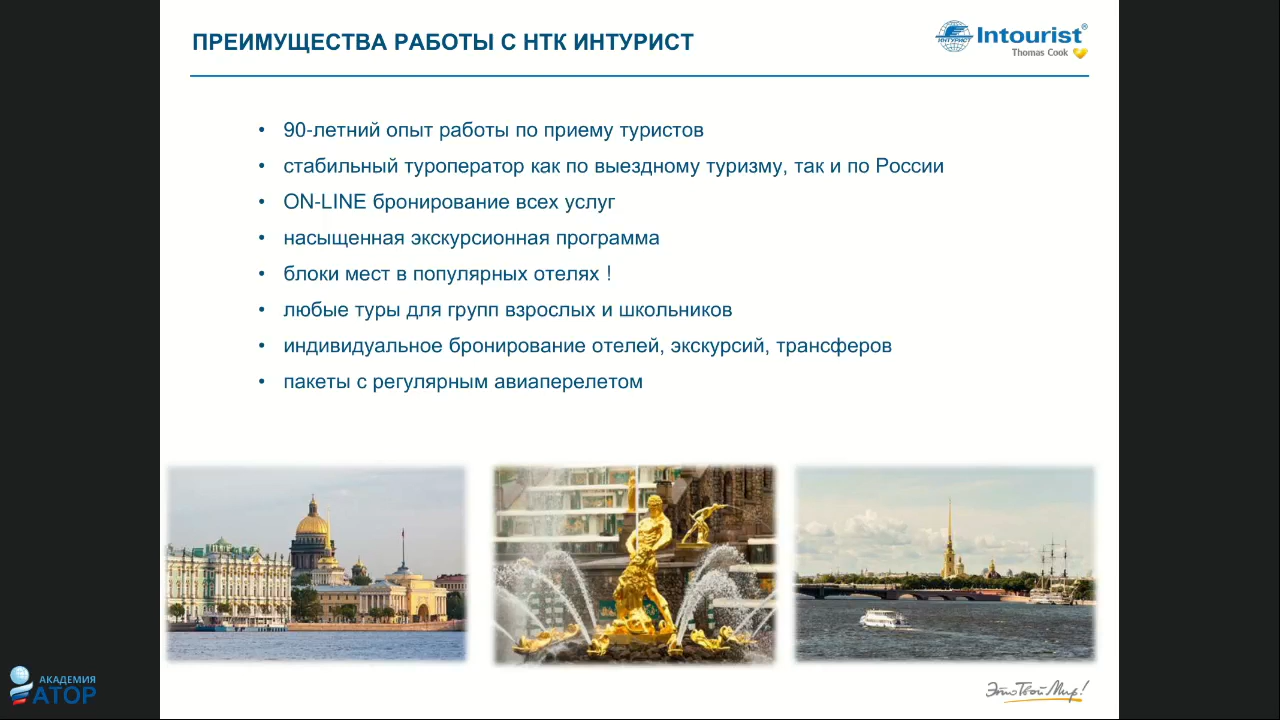 ПРЕИМУЩЕСТВА РАБОТЫ С НТК ИНТУРИСТ
ИНТУРИСТ
Intourist®
Thomas Cook
• 90-летний опыт работы по приему туристов
• стабильный туроператор как по выездному туризму, так и по России
• ON-LINE бронирование всех услуг
• насыщенная экскурсионная программа
• блоки мест в популярных отелях !
• любые туры для групп взрослых и школьников
• индивидуальное бронирование отелей, экскурсий, трансферов
• пакеты с регулярным авиаперелетом
АКАДЕМИЯ
АТОР
Это Твой Мир!